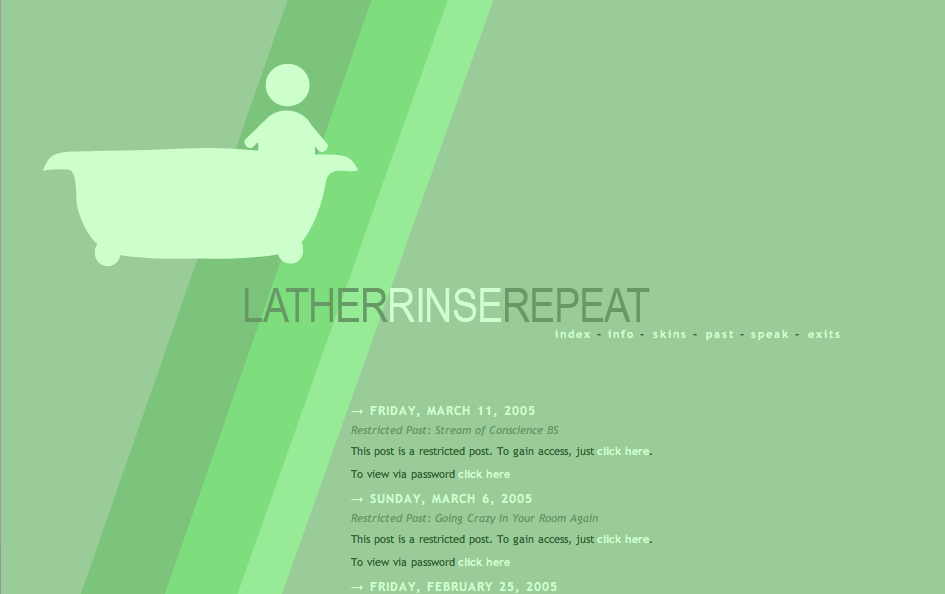 LATHERRINSEREPEAT
index - info - skins - past - speak - exits
→ FRIDAY, MARCH 11, 2005
Restricted Post: Stream of Conscience BS
This post is a restricted post. To gain access, just click here.
To view via password click here
→ SUNDAY, MARCH 6, 2005
Restricted Post: Going Crazy In Your Room Again
This post is a restricted post. To gain access, just click here.
To view via password click here
→ FRIDAY, FEBRUARY 25, 2005